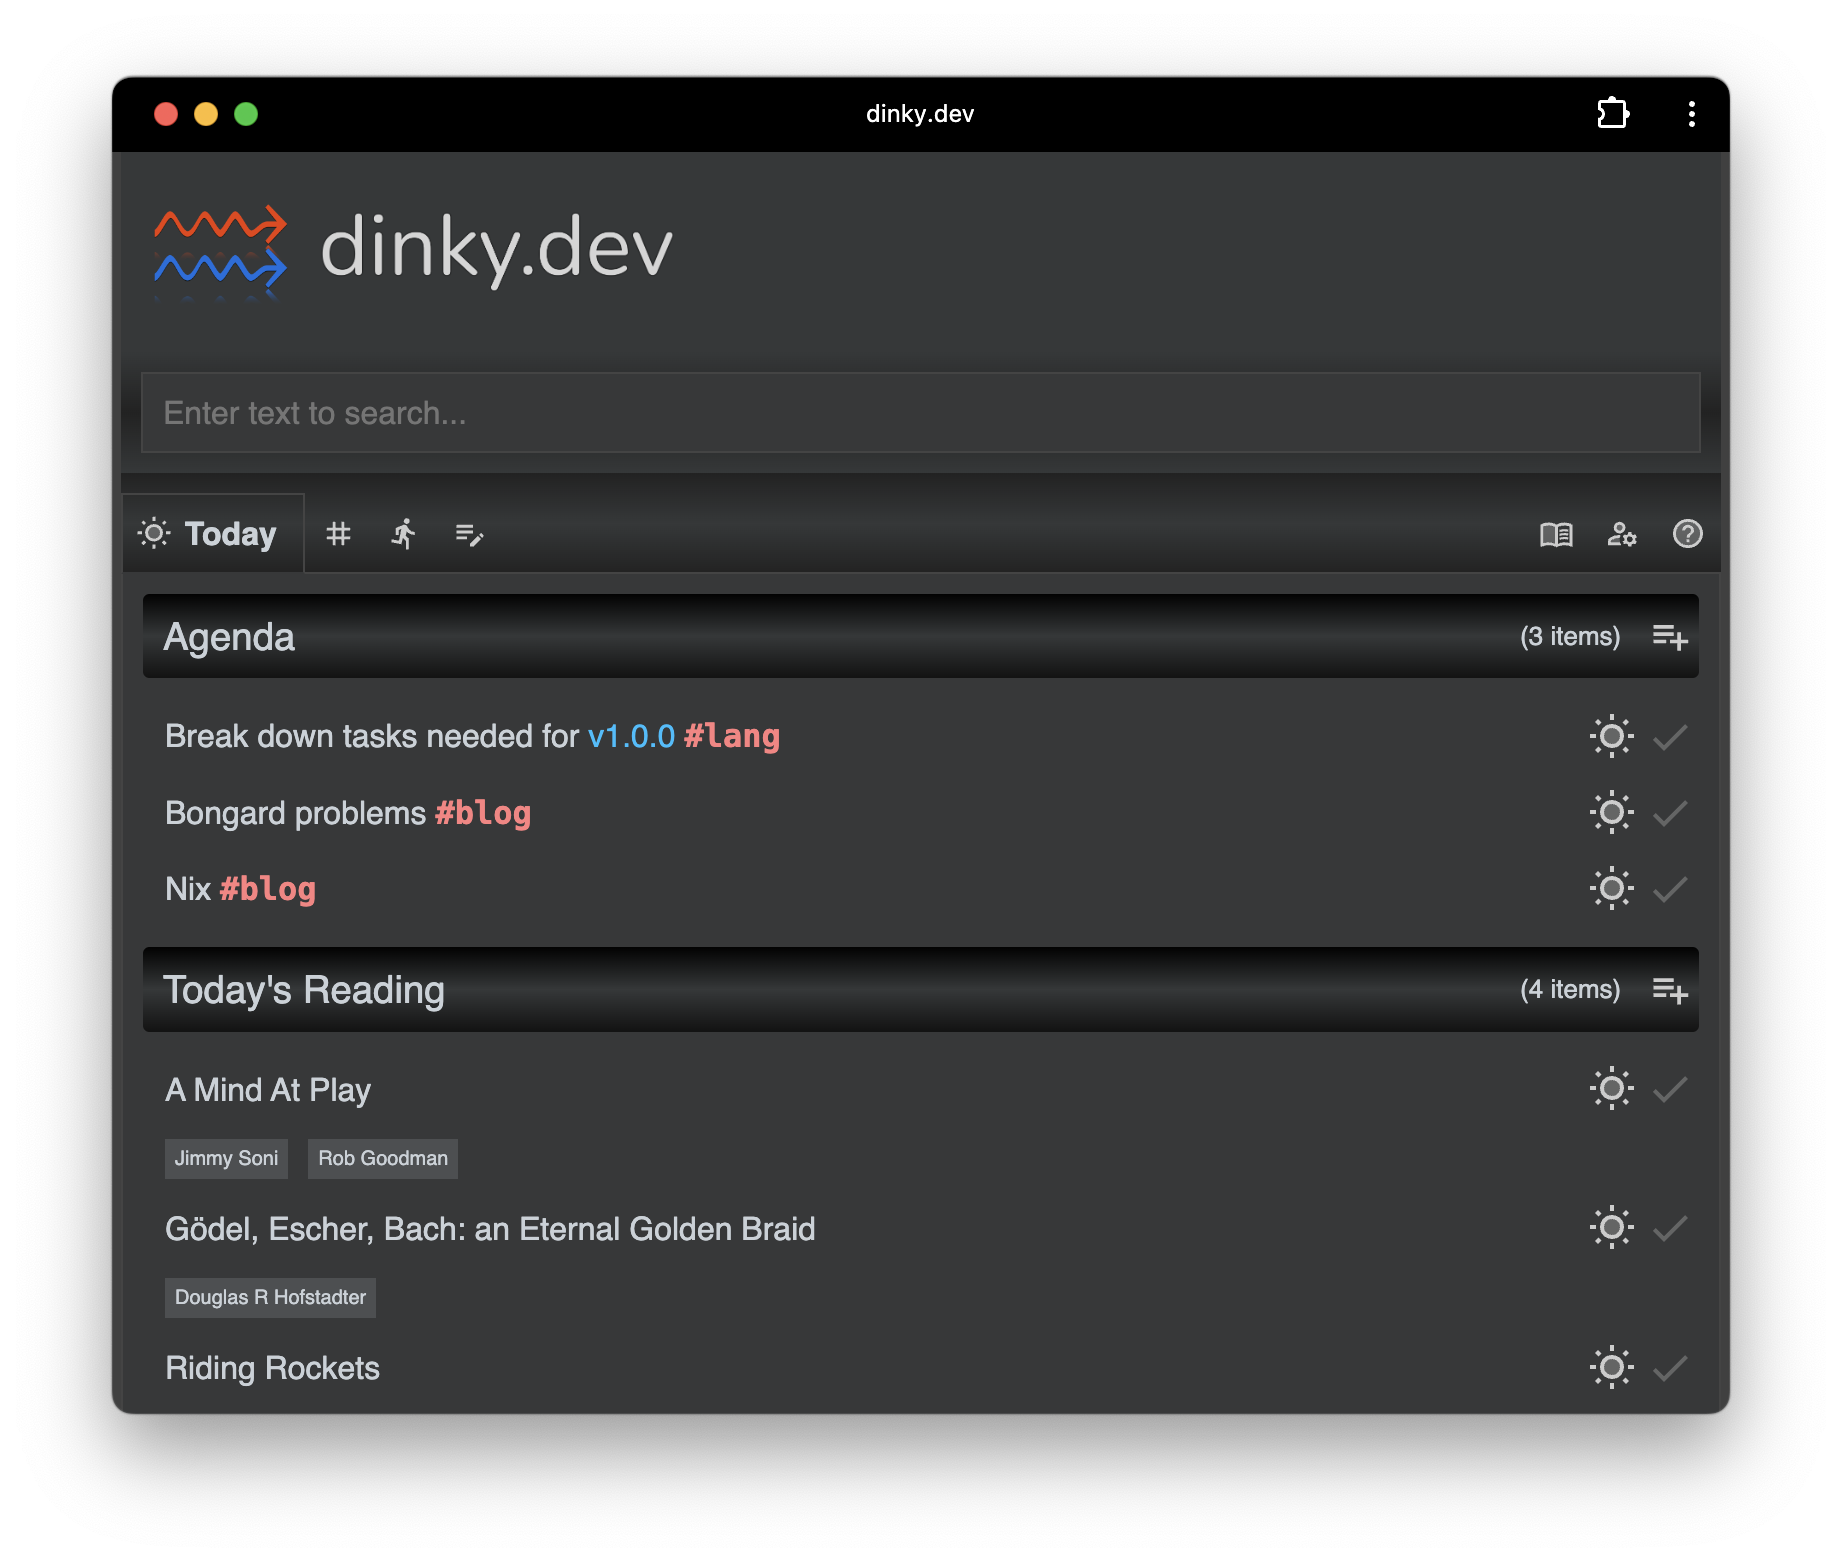 dinky.dev
dinky.dev
Enter text to search...
Today
Agenda (3 items)
Break down tasks needed for v1.0.0 #lang
Bongard problems #blog
Nix #blog
Today's Reading (4 items)
A Mind At Play
Jimmy Soni Rob Goodman
Gödel, Escher, Bach: an Eternal Golden Braid
Douglas R Hofstadter
Riding Rockets